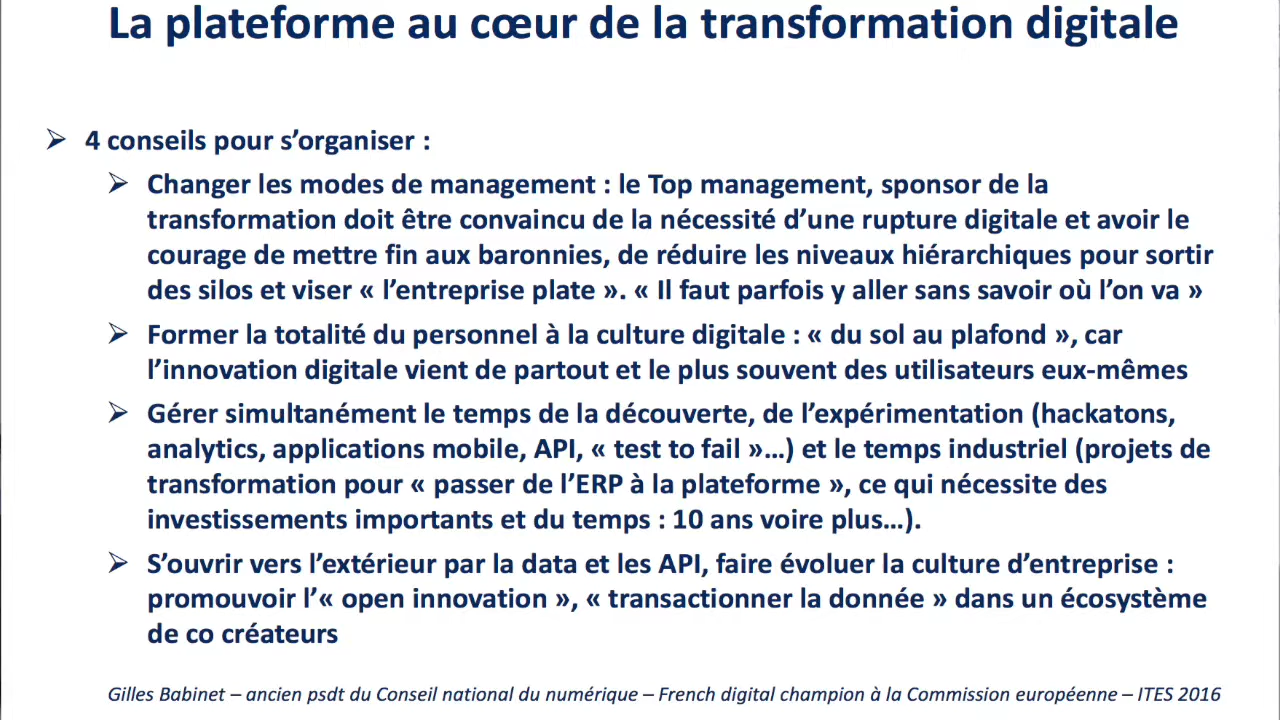 La plateforme au cœur de la transformation digitale
➢ 4 conseils pour s’organiser :
➢ Changer les modes de management : le Top management, sponsor de la
transformation doit être convaincu de la nécessité d’une rupture digitale et avoir le
courage de mettre fin aux baronnies, de réduire les niveaux hiérarchiques pour sortir
des silos et viser « l’entreprise plate ». « Il faut parfois y aller sans savoir où l’on va »
➢ Former la totalité du personnel à la culture digitale : « du sol au plafond », car
l’innovation digitale vient de partout et le plus souvent des utilisateurs eux-mêmes
➢ Gérer simultanément le temps de la découverte, de l’expérimentation (hackatons,
analytics, applications mobile, API, « test to fail »…) et le temps industriel (projets de
transformation pour « passer de l’ERP à la plateforme », ce qui nécessite des
investissements importants et du temps : 10 ans voire plus…).
➢ S’ouvrir vers l’extérieur par la data et les API, faire évoluer la culture d’entreprise :
promouvoir l’« open innovation », « transactionner la donnée » dans un écosystème
de co créateurs
Gilles Babinet – ancien psdt du Conseil national du numérique – French digital champion à la Commission européenne – ITES 2016